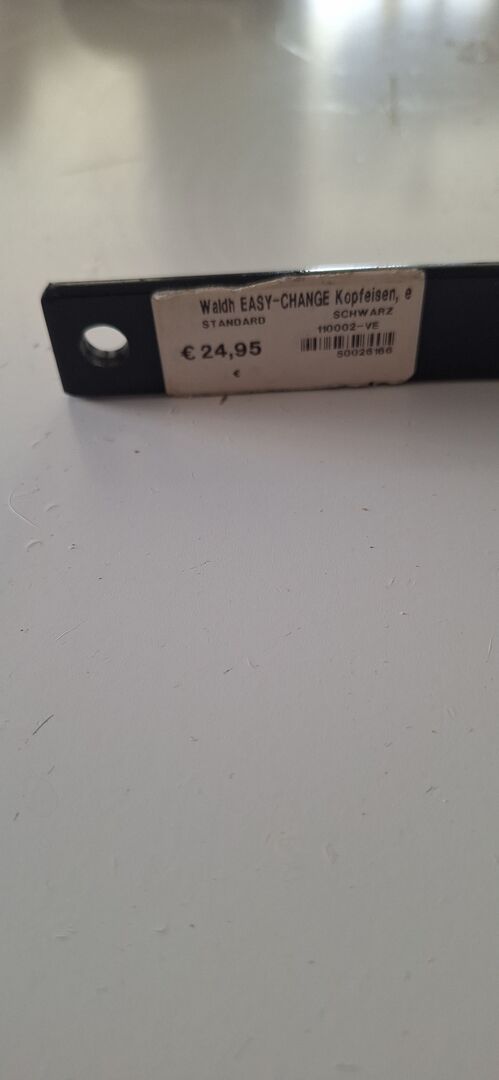 Waldh EASY-CHANGE Kopfeisen, e
STANDARD SCHWARZ
110002-VE
€ 24,95
50026166
€